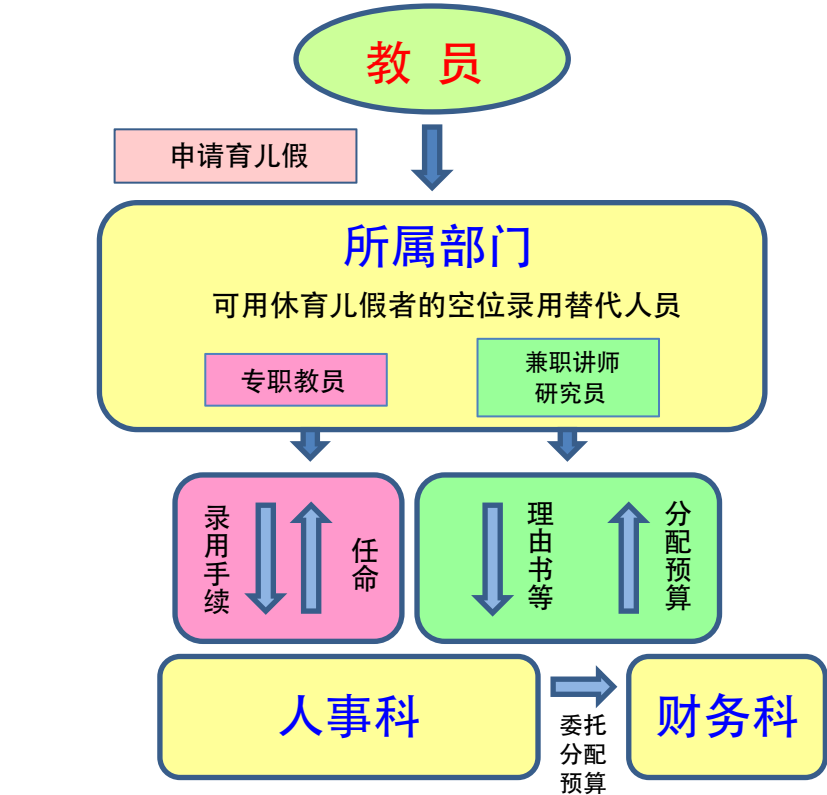 教 员
申请育儿假
所属部门
可用休育儿假者的空位录用替代人员
专职教员
兼职讲师
研究员
录用手续
任命
理由书等
分配预算
人事科
委托
分配
预算
财务科